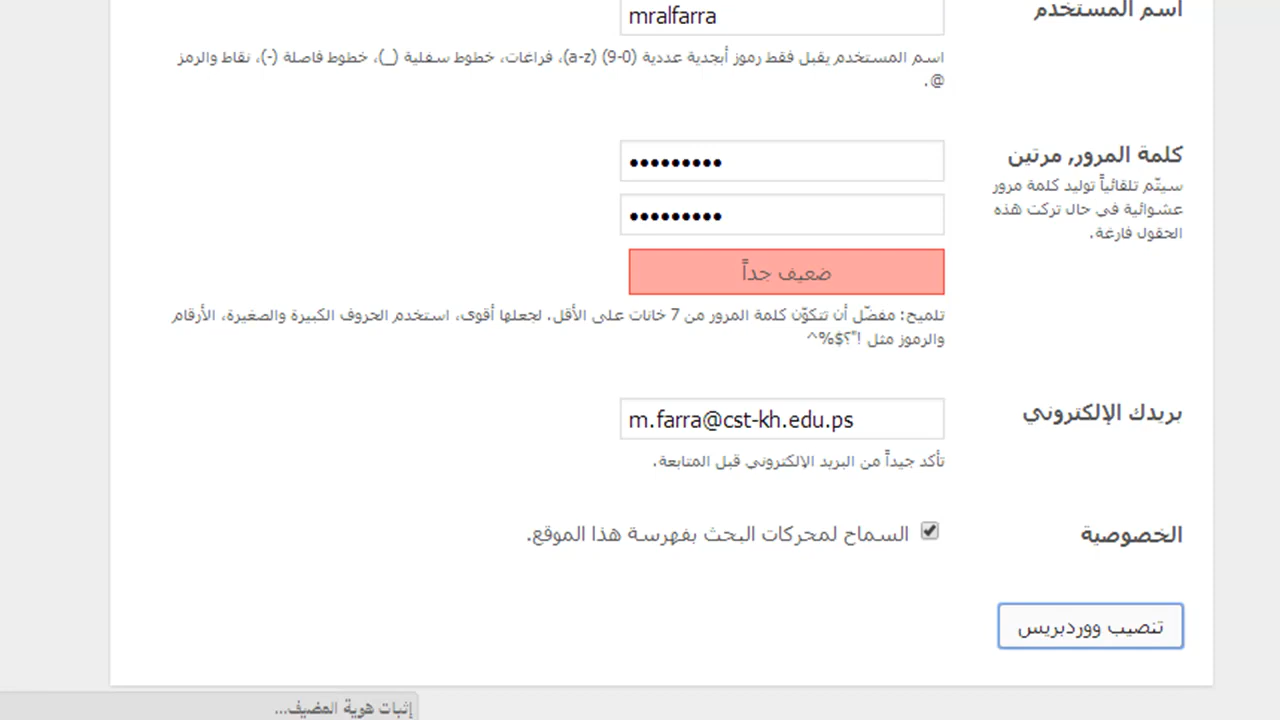 اسم المستخدم
mralfarra
اسم المستخدم يقبل فقط رموز أبجدية عددية (0-9) (a-z)، فراغات، خطوط سفلية (_)، خطوط فاصلة (-)، نقاط والرمز
@.
كلمة المرور, مرتين
سيتّم تلقائياً توليد كلمة مرور
عشوائية في حال تركت هذه
الحقول فارغة.
•••••••••
•••••••••
ضعيف جداً
تلميح: مفضّل أن تتكوّن كلمة المرور من 7 خانات على الأقل. لجعلها أقوى، استخدم الحروف الكبيرة والصغيرة، الأرقام
والرموز مثل !"؟$%^
بريدك الإلكتروني
m.farra@cst-kh.edu.ps
تأكد جيداً من البريد الإلكتروني قبل المتابعة.
الخصوصية
السماح لمحركات البحث بفهرسة هذا الموقع.
تنصيب ووردبريس
إثبات هوية المضيف...